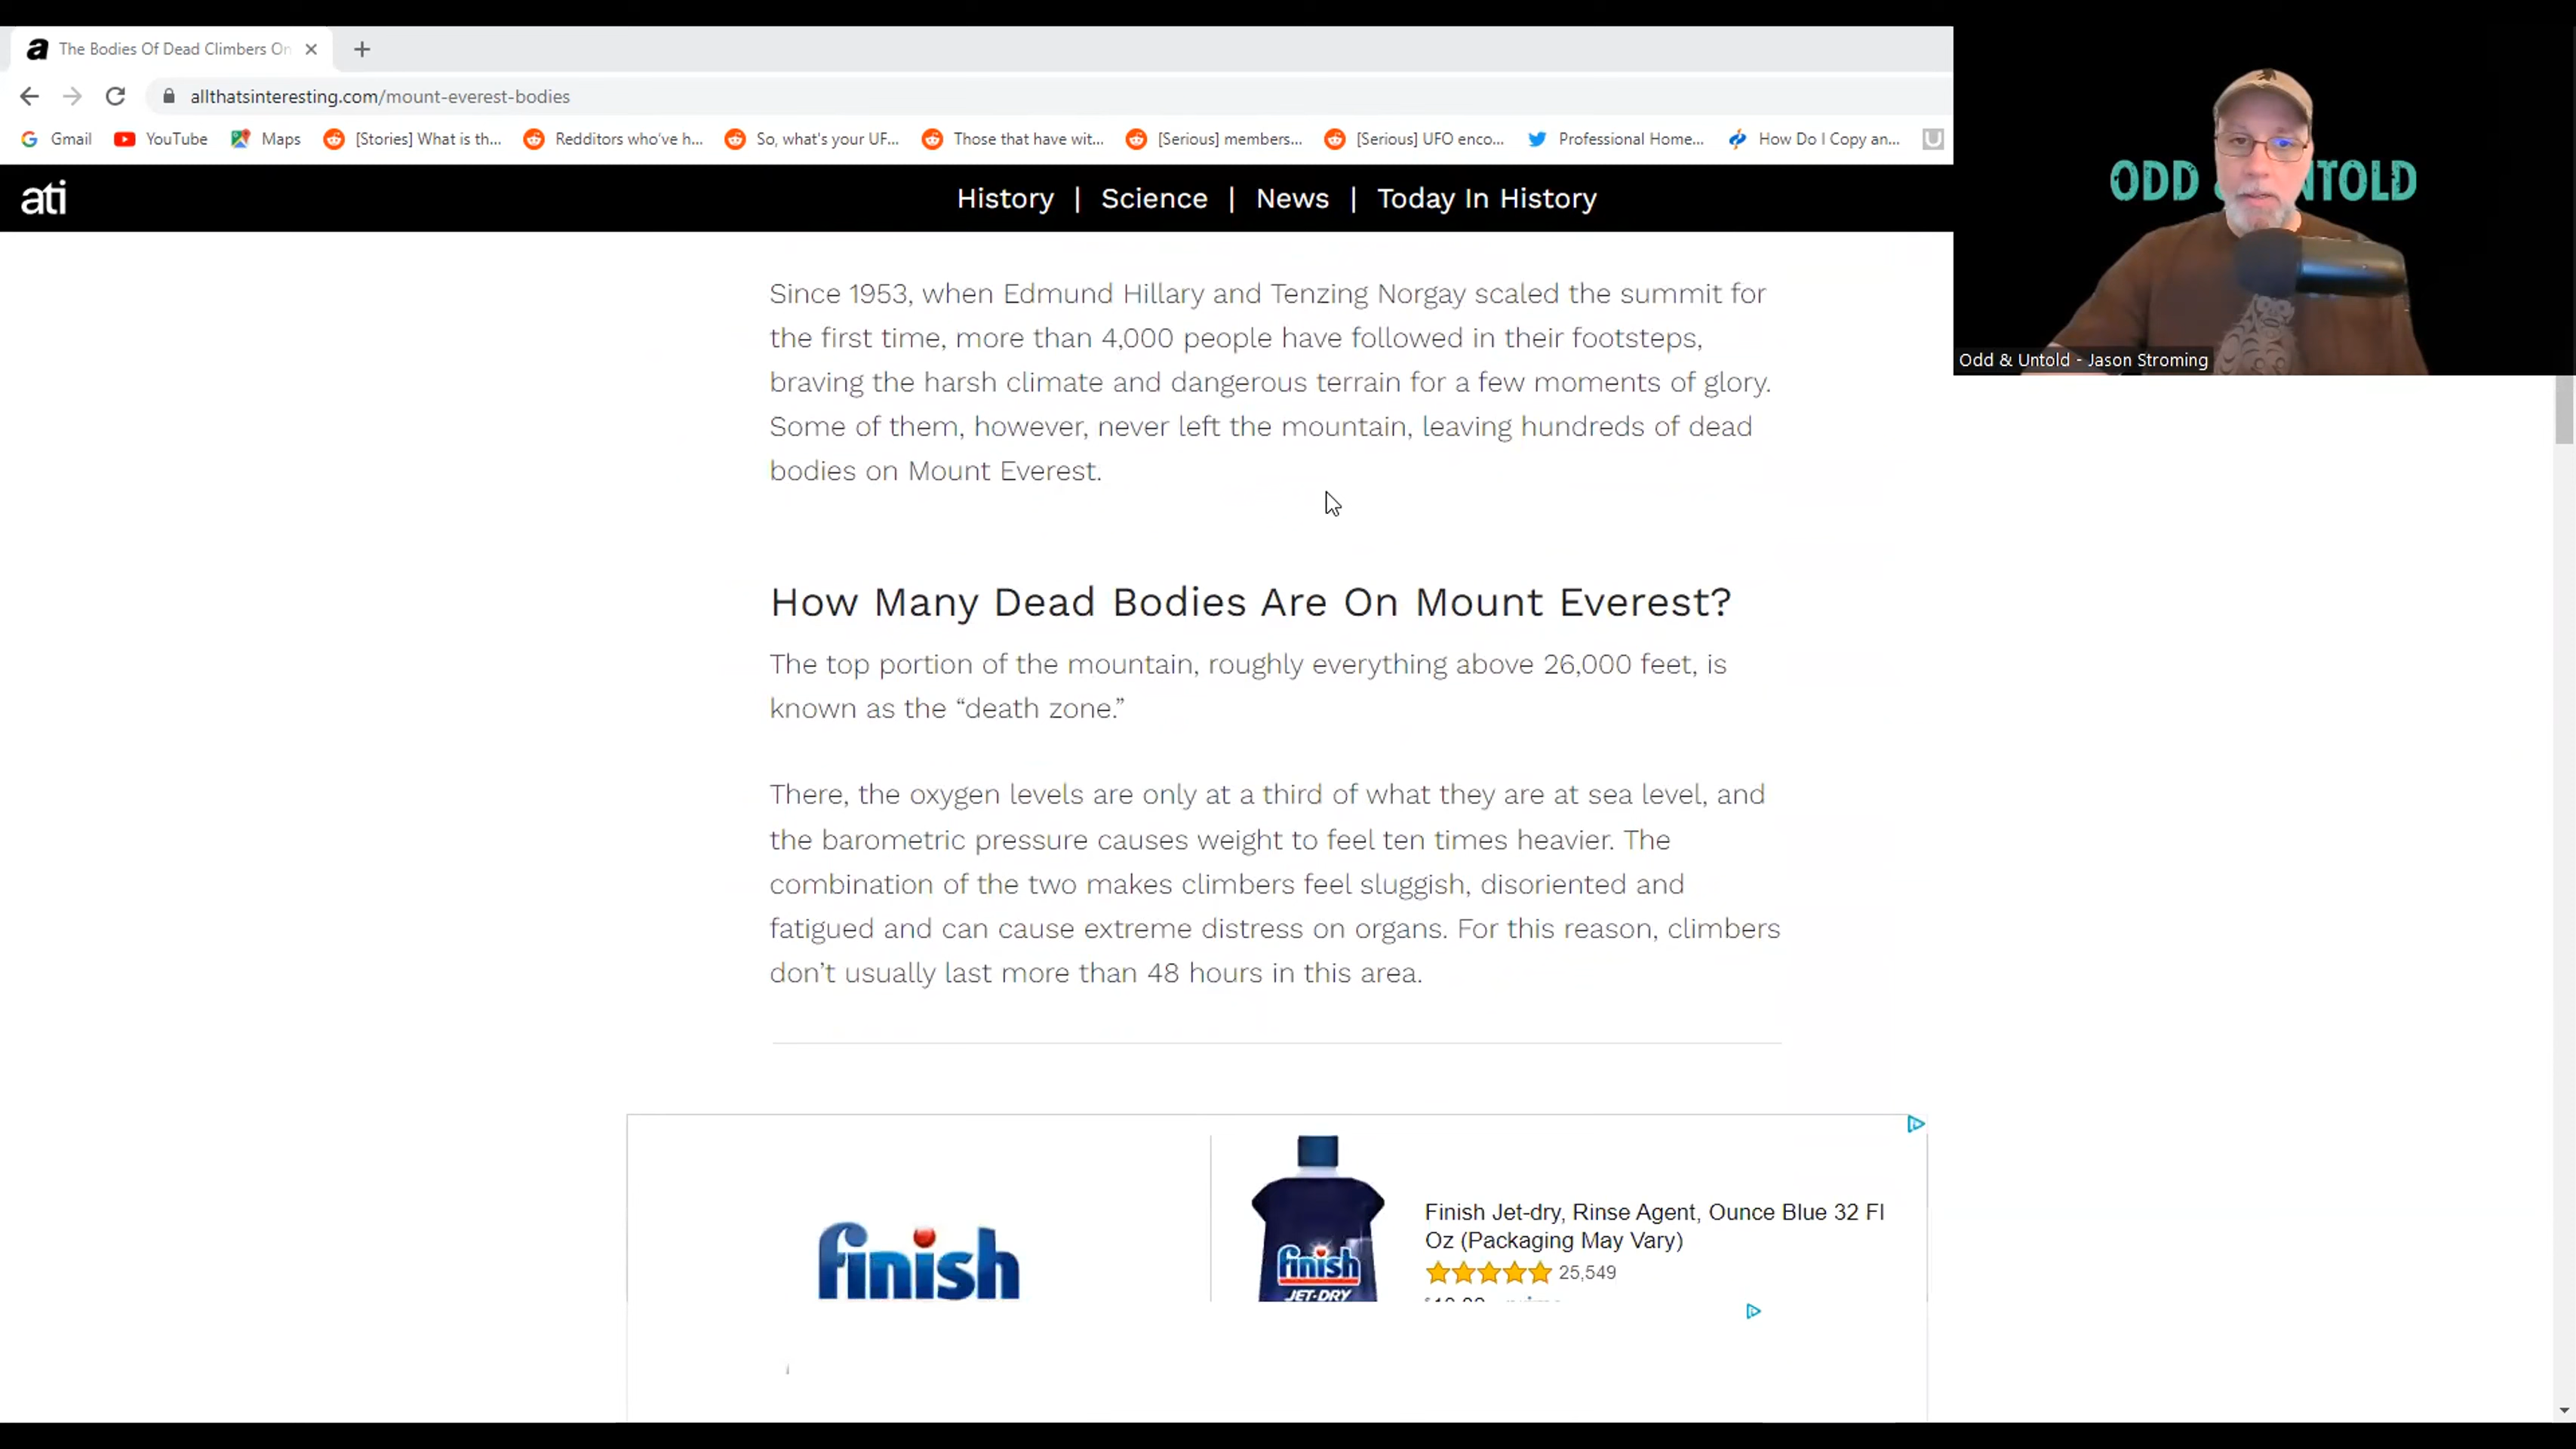 The Bodies Of Dead Climbers On
allthatsinteresting.com/mount-everest-bodies
Gmail YouTube Maps [Stories] What is th... Redditors who've h... So, what's your UF... Those that have wit... [Serious] members... [Serious] UFO enco... Professional Home... How Do I Copy an...
ati
History | Science | News | Today In History
ODD & NTOLD
Odd & Untold - Jason Stroming
Since 1953, when Edmund Hillary and Tenzing Norgay scaled the summit for
the first time, more than 4,000 people have followed in their footsteps,
braving the harsh climate and dangerous terrain for a few moments of glory.
Some of them, however, never left the mountain, leaving hundreds of dead
bodies on Mount Everest.
How Many Dead Bodies Are On Mount Everest?
The top portion of the mountain, roughly everything above 26,000 feet, is
known as the “death zone.”
There, the oxygen levels are only at a third of what they are at sea level, and
the barometric pressure causes weight to feel ten times heavier. The
combination of the two makes climbers feel sluggish, disoriented and
fatigued and can cause extreme distress on organs. For this reason, climbers
don’t usually last more than 48 hours in this area.
finish
finish
JET-DRY
Finish Jet-dry, Rinse Agent, Ounce Blue 32 Fl
Oz (Packaging May Vary)
25,549